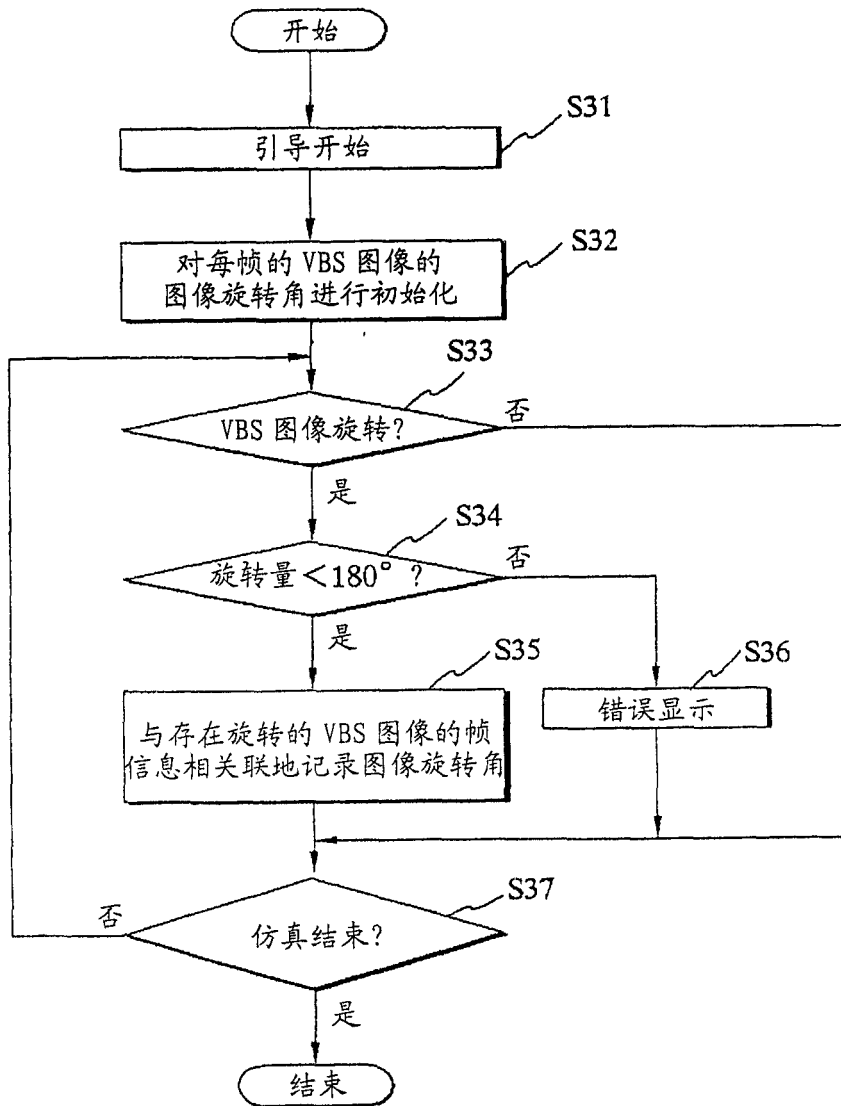 开始
S31
引导开始
S32
对每帧的 VBS 图像的
图像旋转角进行初始化
S33
VBS 图像旋转？
否
是
S34
旋转量＜180°？
否
是
S35
与存在旋转的 VBS 图像的帧
信息相关联地记录图像旋转角
S36
错误显示
S37
仿真结束？
否
是
结束